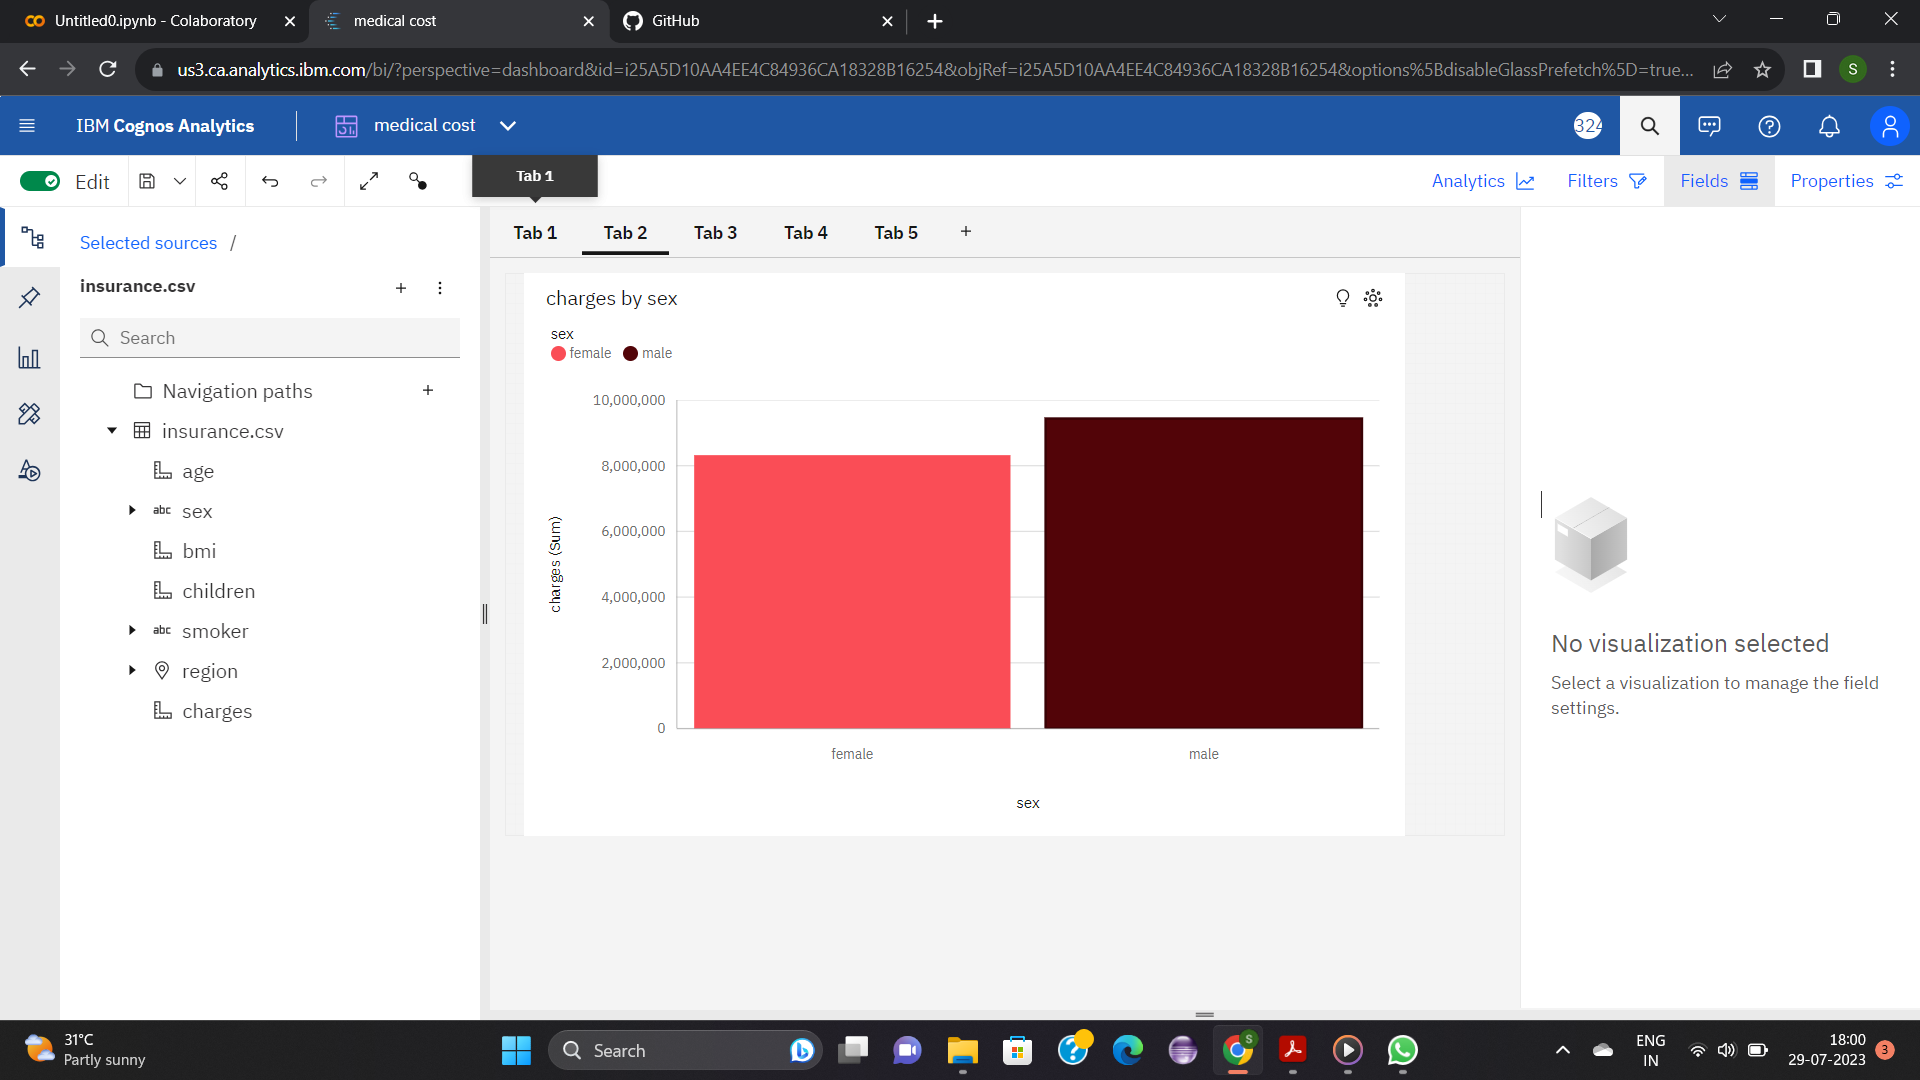 Untitled0.ipynb - Colaboratory
medical cost
GitHub
us3.ca.analytics.ibm.com/bi/?perspective=dashboard&id=i25A5D10AA4EE4C84936CA18328B16254&objRef=i25A5D10AA4EE4C84936CA18328B16254&options%5BdisableGlassPrefetch%5D=true...
S
IBM Cognos Analytics
medical cost
324
Edit
Tab 1
Analytics
Filters
Fields
Properties
Selected sources /
Tab 1
Tab 2
Tab 3
Tab 4
Tab 5
insurance.csv
Search
Navigation paths
insurance.csv
age
abc sex
bmi
children
abc smoker
region
charges
charges by sex
sex
female
male
10,000,000
8,000,000
6,000,000
4,000,000
2,000,000
0
charges (Sum)
female
male
sex
No visualization selected
Select a visualization to manage the field
settings.
31°C
Partly sunny
Search
S
ENG
IN
18:00
29-07-2023
3